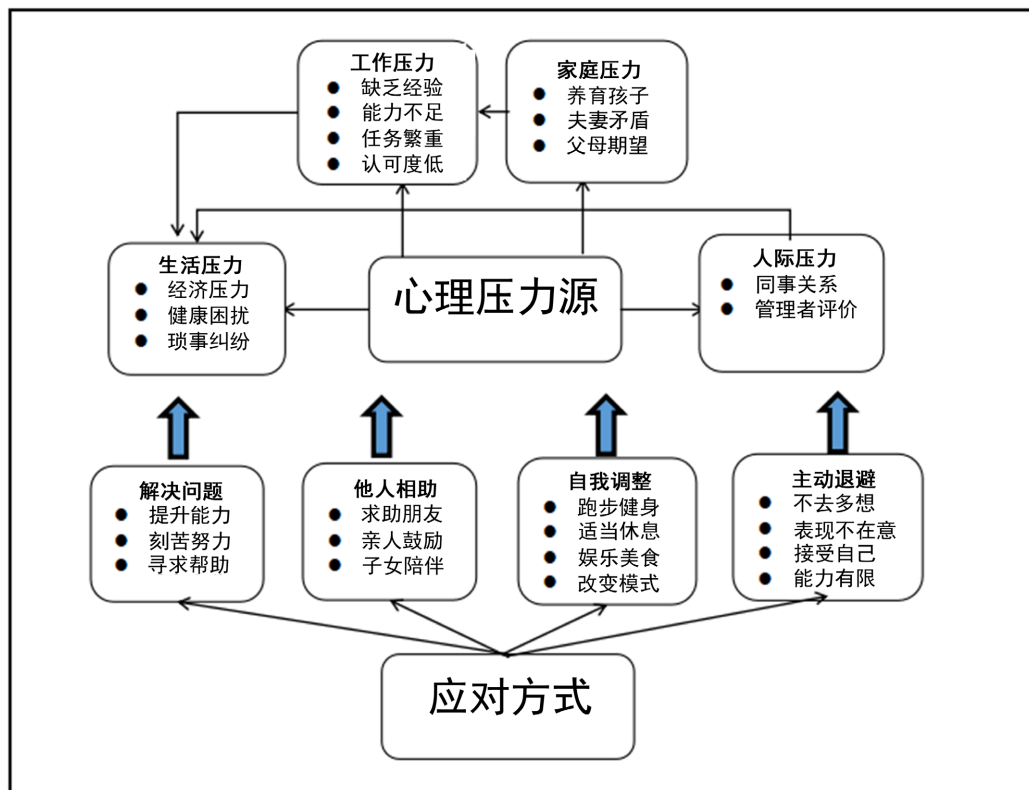 工作压力
● 缺乏经验
● 能力不足
● 任务繁重
● 认可度低
家庭压力
● 养育孩子
● 夫妻矛盾
● 父母期望
生活压力
● 经济压力
● 健康困扰
● 琐事纠纷
心理压力源
人际压力
● 同事关系
● 管理者评价
解决问题
● 提升能力
● 刻苦努力
● 寻求帮助
他人相助
● 求助朋友
● 亲人鼓励
● 子女陪伴
自我调整
● 跑步健身
● 适当休息
● 娱乐美食
● 改变模式
主动退避
● 不去多想
● 表现不在意
● 接受自己
● 能力有限
应对方式